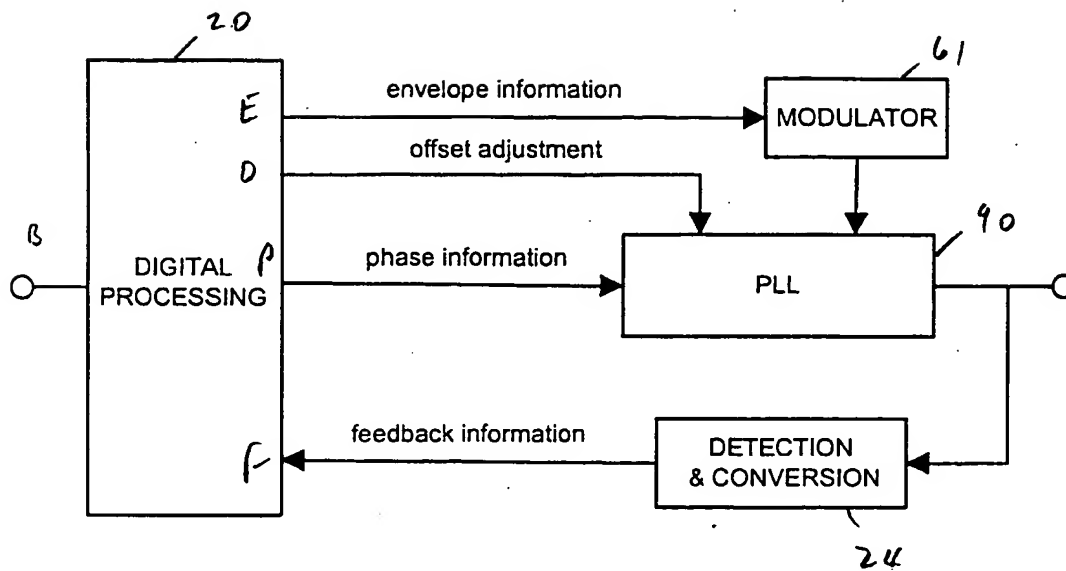 20
61
E
envelope information
MODULATOR
offset adjustment
O
90
B
DIGITAL
PROCESSING
P
phase information
PLL
feedback information
F
DETECTION
& CONVERSION
24